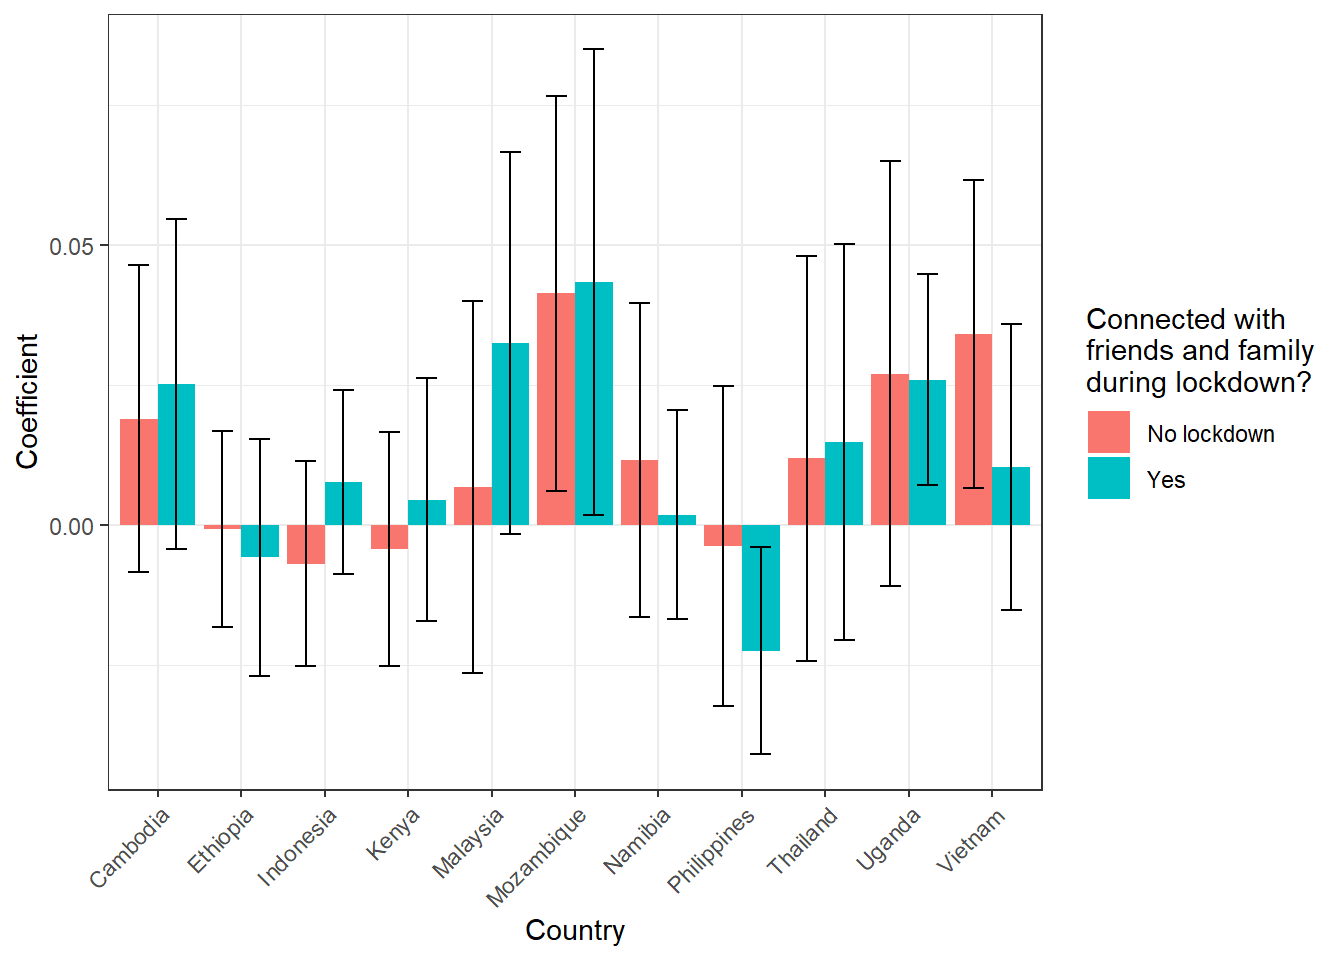 0.05
0.00
Coefficient
Cambodia
Ethiopia
Indonesia
Kenya
Malaysia
Mozambique
Namibia
Philippines
Thailand
Uganda
Vietnam
Country
Connected with
friends and family
during lockdown?
No lockdown
Yes